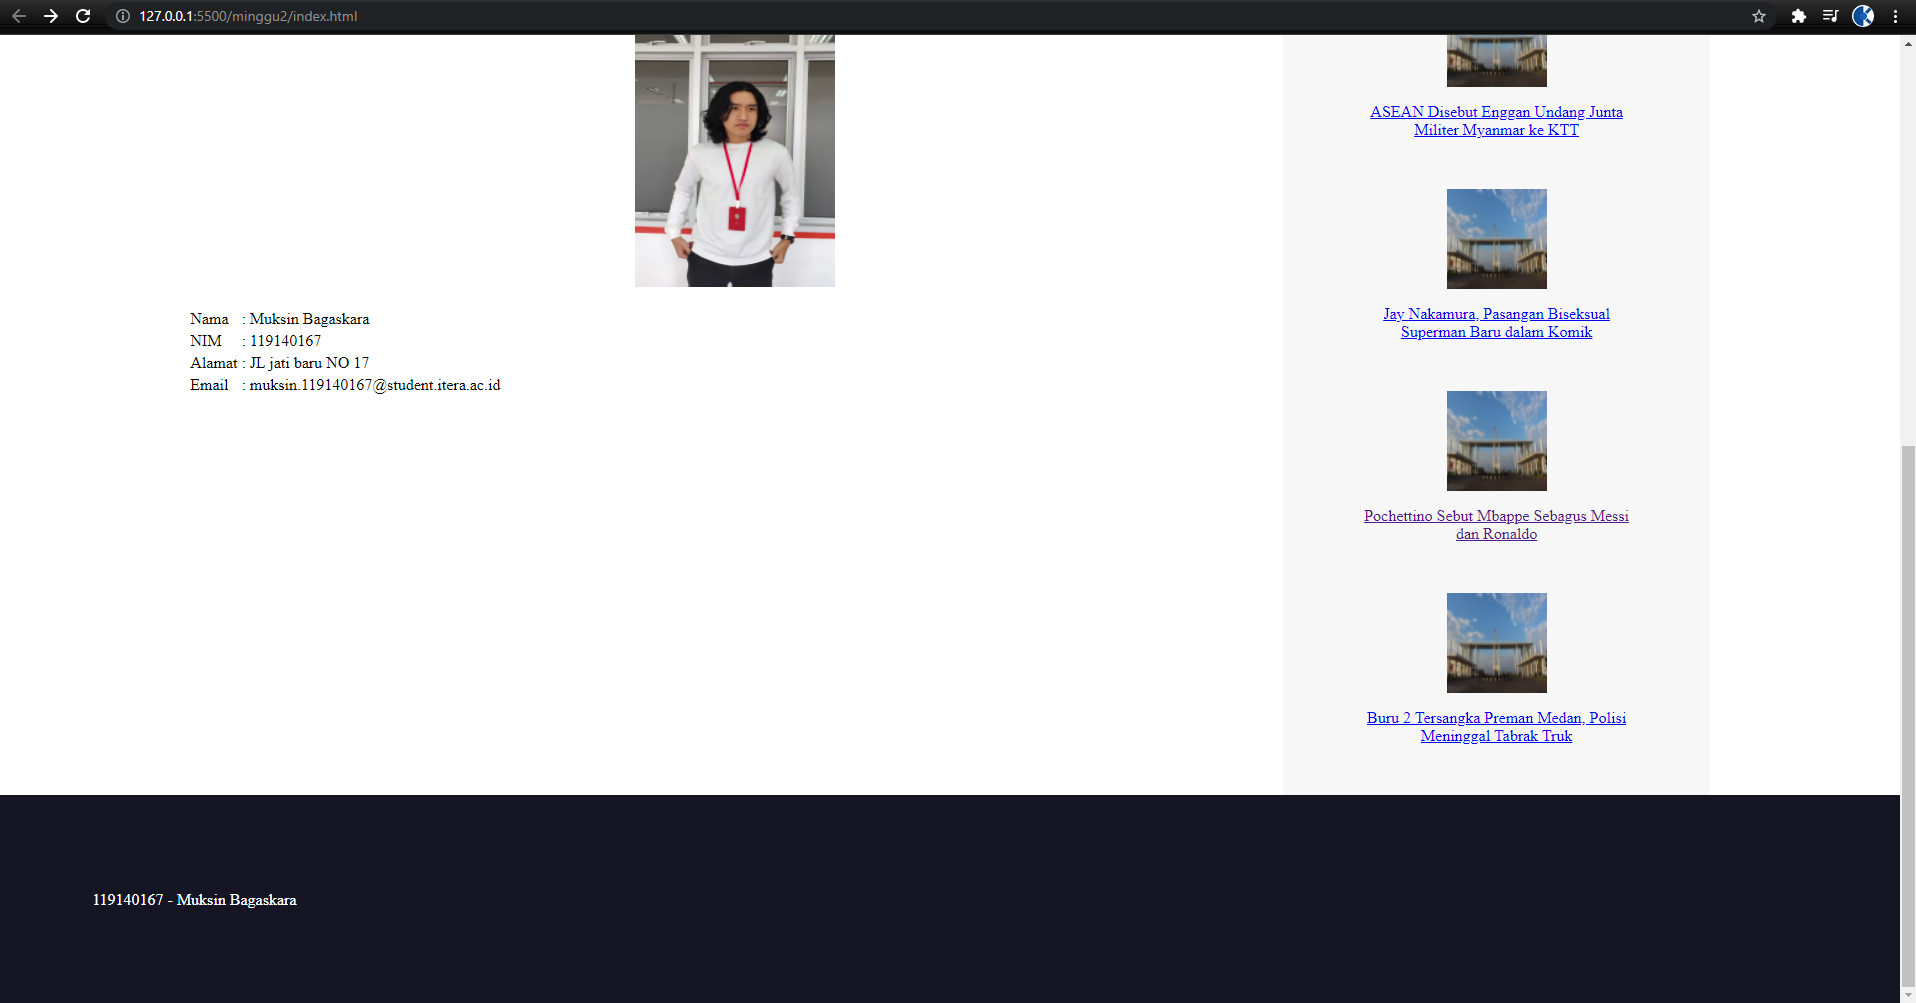 127.0.0.1:5500/minggu2/index.html
Nama : Muksin Bagaskara
NIM : 119140167
Alamat : JL jati baru NO 17
Email : muksin.119140167@student.itera.ac.id
ASEAN Disebut Enggan Undang Junta
Militer Myanmar ke KTT
Jay Nakamura, Pasangan Biseksual
Superman Baru dalam Komik
Pochettino Sebut Mbappe Sebagus Messi
dan Ronaldo
Buru 2 Tersangka Preman Medan, Polisi
Meninggal Tabrak Truk
119140167 - Muksin Bagaskara